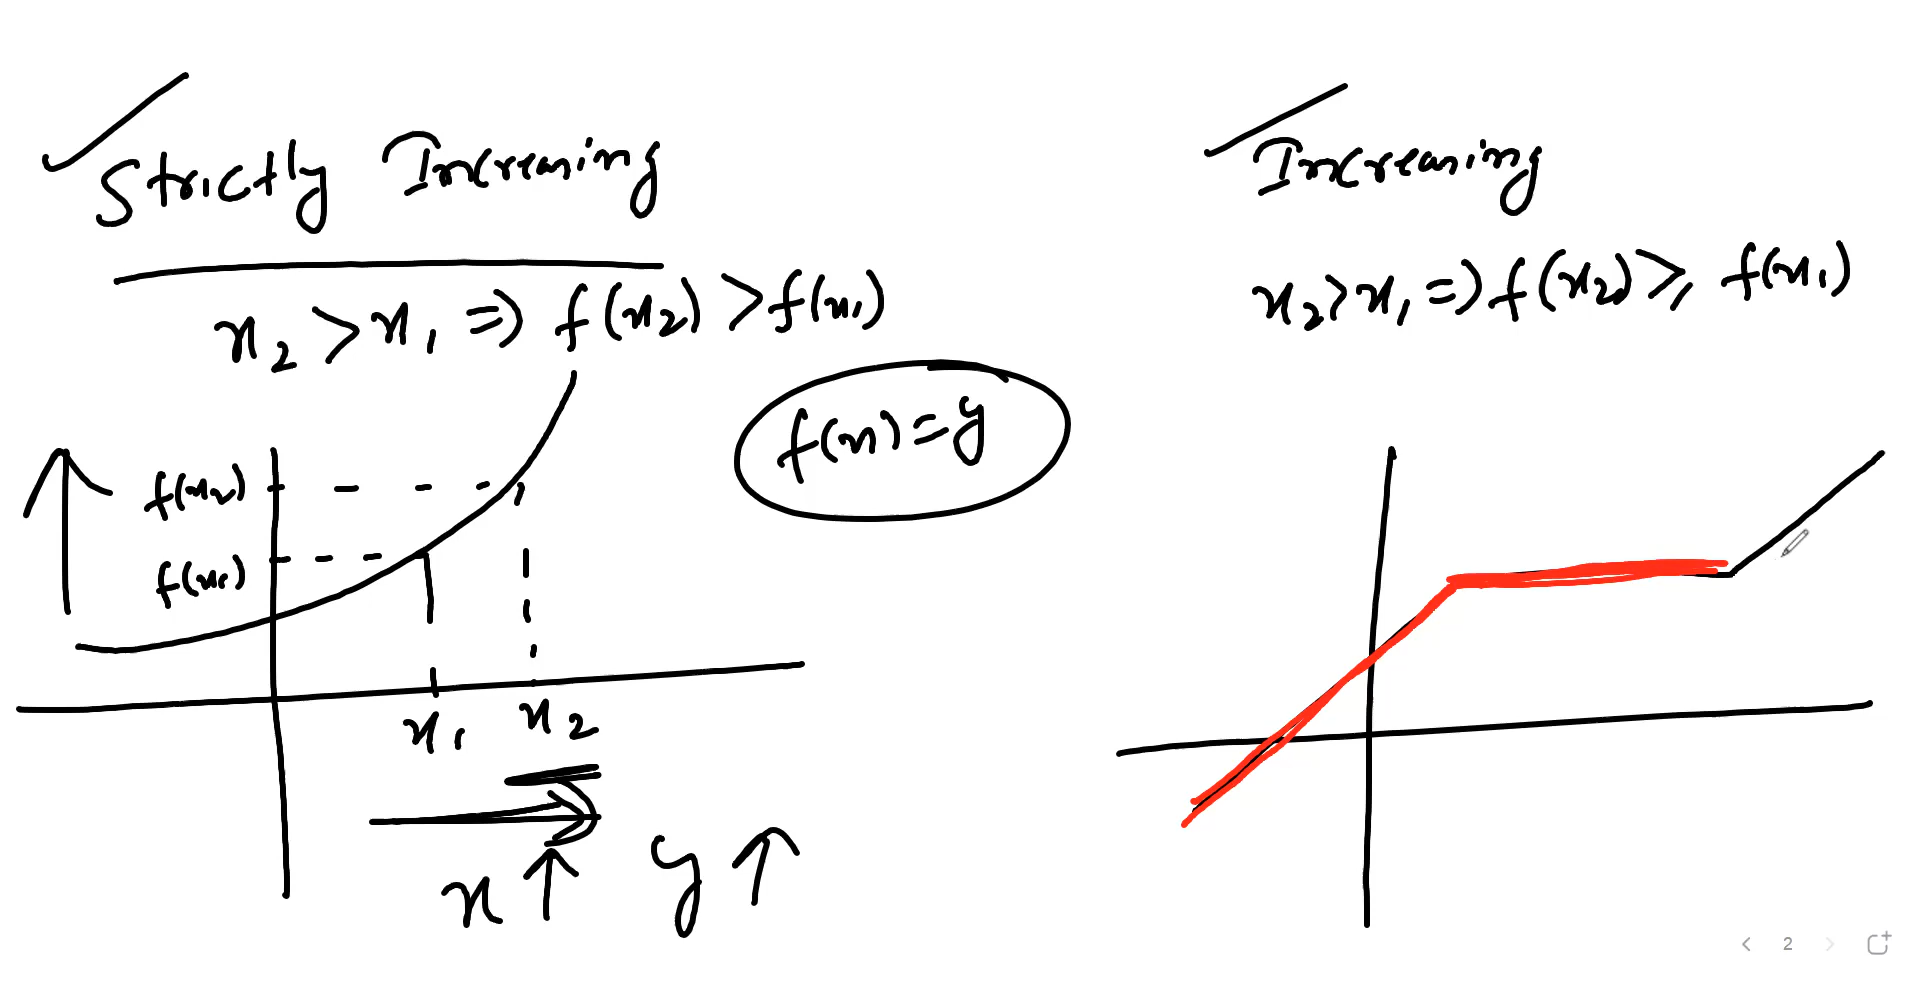 Strictly Increasing
x₂ > x₁ ⇒ f(x₂) > f(x₁)
f(x) = y
f(x₂)
f(x₁)
x₁ x₂
x ↑ y ↑
Increasing
x₂ > x₁ ⇒ f(x₂) ⩾ f(x₁)
2